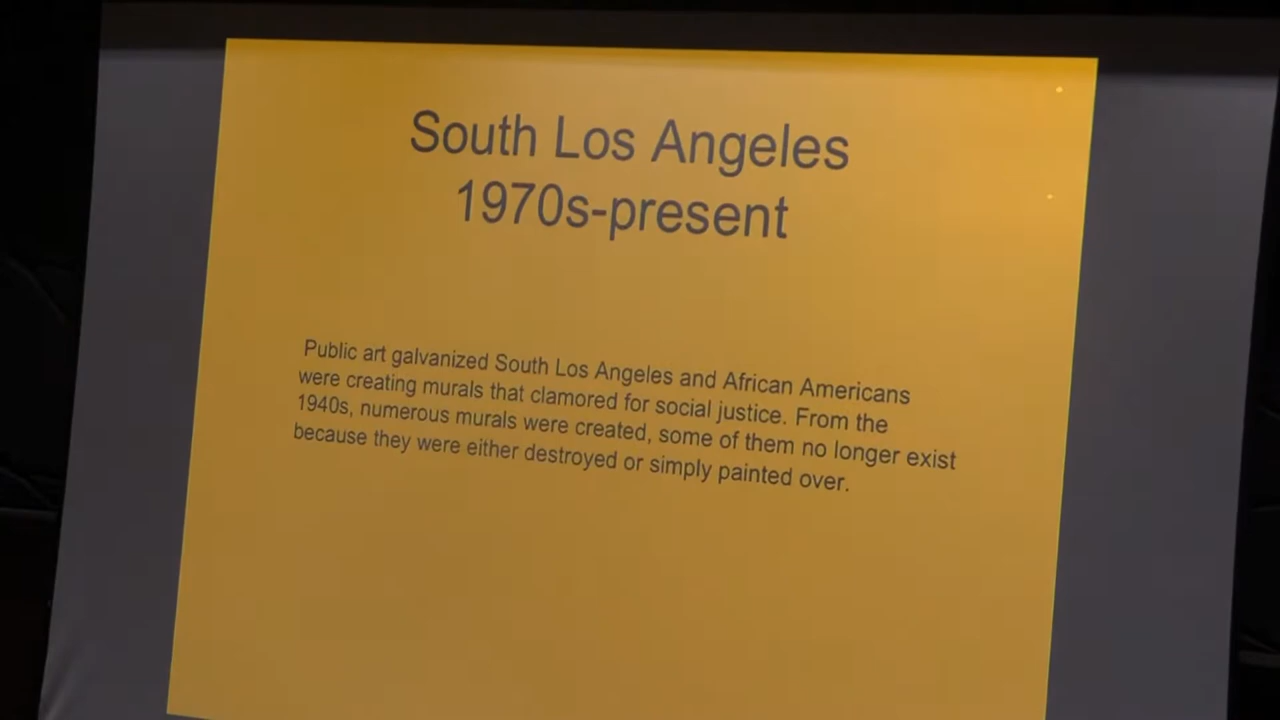 South Los Angeles
1970s-present
Public art galvanized South Los Angeles and African Americans
were creating murals that clamored for social justice. From the
1940s, numerous murals were created, some of them no longer exist
because they were either destroyed or simply painted over.